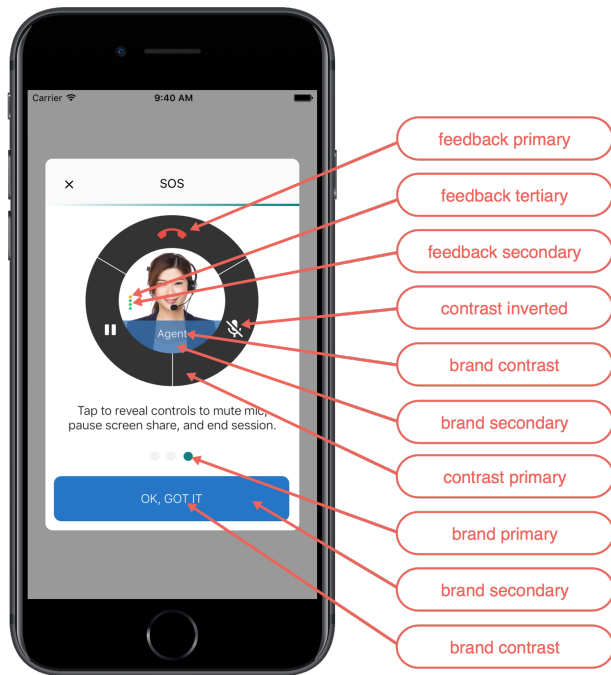 Carrier
9:40 AM
SOS
Agent
Tap to reveal controls to mute mic,
pause screen share, and end session.
OK, GOT IT
feedback primary
feedback tertiary
feedback secondary
contrast inverted
brand contrast
brand secondary
contrast primary
brand primary
brand secondary
brand contrast